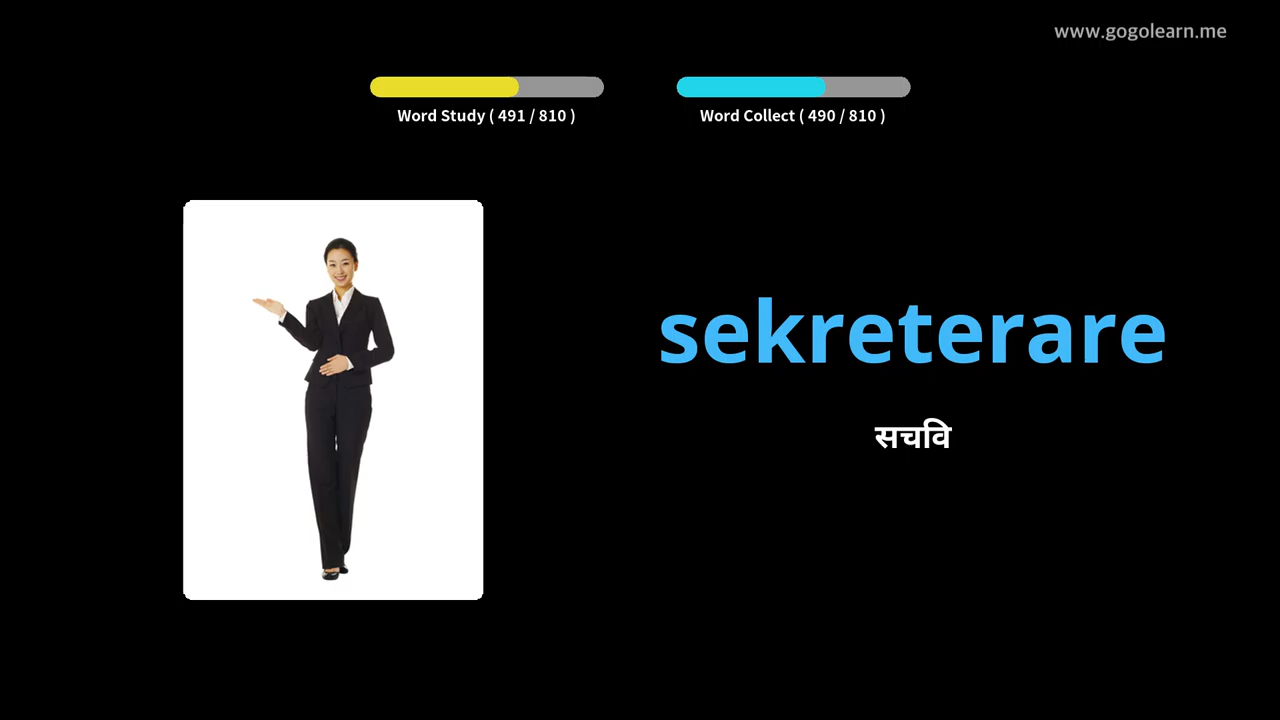 www.gogolearn.me
Word Study ( 491 / 810 )
Word Collect ( 490 / 810 )
sekreterare
सचवि